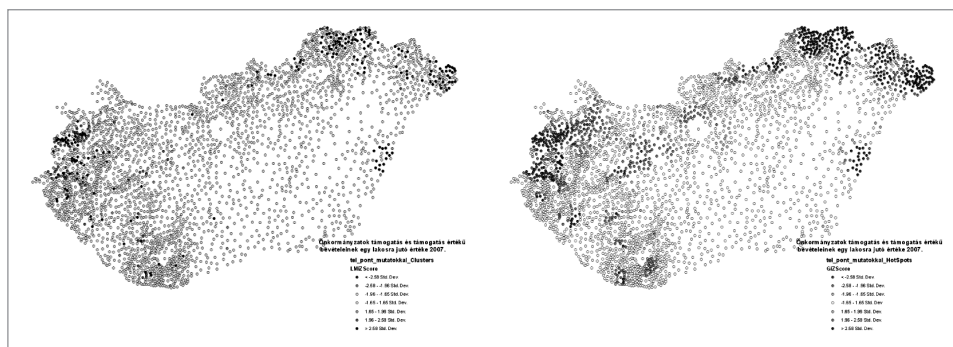 Önkormányzatok támogatás és támogatás értékű
bevételeinek egy lakosra jutó értéke 2007.
tel_pont_mutatokkal_Clusters
LMiZScore
< -2.58 Std. Dev.
-2.58 - -1.96 Std. Dev.
-1.96 - -1.65 Std. Dev.
-1.65 - 1.65 Std. Dev.
1.65 - 1.96 Std. Dev.
1.96 - 2.58 Std. Dev.
> 2.58 Std. Dev.
Önkormányzatok támogatás és támogatás értékű
bevételeinek egy lakosra jutó értéke 2007.
tel_pont_mutatokkal_HotSpots
GiZScore
< -2.58 Std. Dev.
-2.58 - -1.96 Std. Dev.
-1.96 - -1.65 Std. Dev.
-1.65 - 1.65 Std. Dev.
1.65 - 1.96 Std. Dev.
1.96 - 2.58 Std. Dev.
> 2.58 Std. Dev.